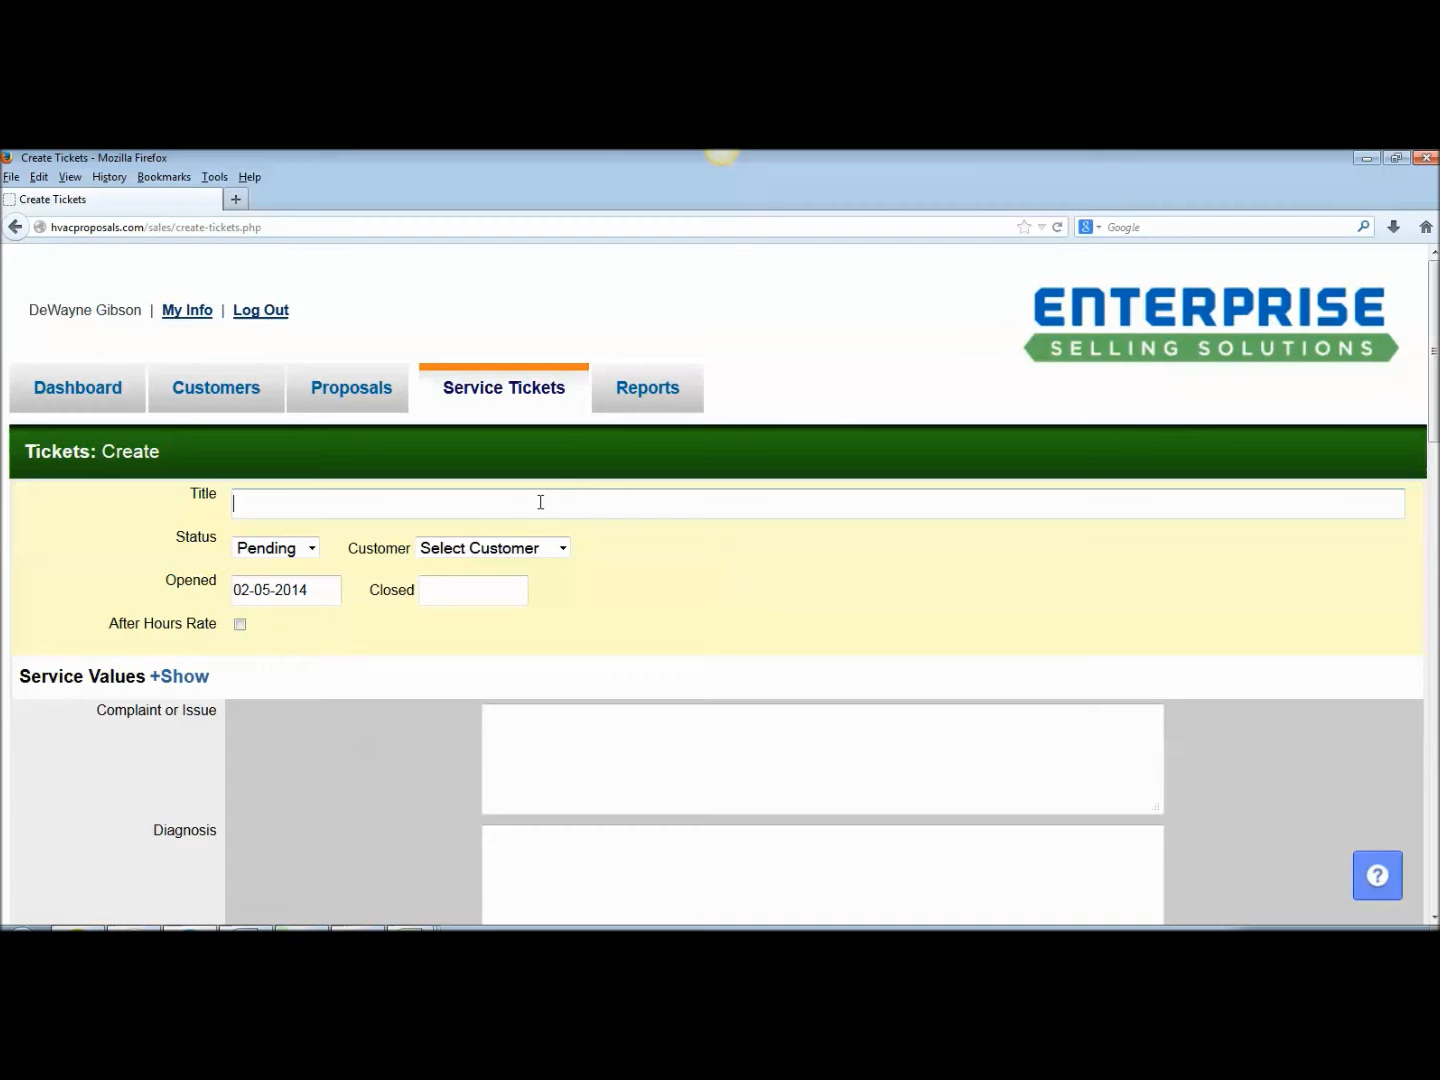 Create Tickets - Mozilla Firefox
File Edit View History Bookmarks Tools Help
Create Tickets +
hvacproposals.com/sales/create-tickets.php
8 Google
DeWayne Gibson | My Info | Log Out
ENTERPRISE
SELLING SOLUTIONS
Dashboard Customers Proposals Service Tickets Reports
Tickets: Create
Title
Status Pending Customer Select Customer
Opened 02-05-2014 Closed
After Hours Rate
Service Values +Show
Complaint or Issue
Diagnosis
?